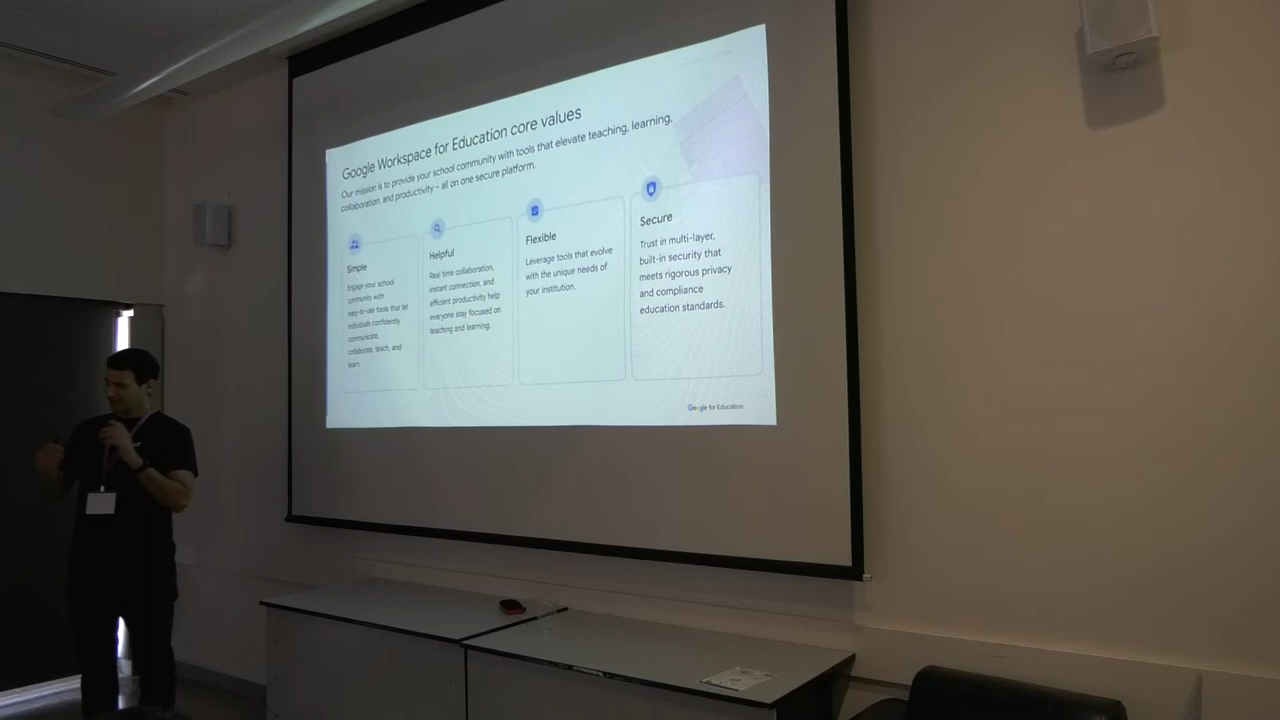 Google Workspace for Education core values
Our mission is to provide your school community with tools that elevate teaching, learning,
collaboration, and productivity – all on one secure platform.
Simple
Engage your school
community with
easy-to-use tools that let
individuals confidently
communicate,
collaborate, teach, and
learn.
Helpful
Real time collaboration,
instant connection, and
efficient productivity help
everyone stay focused on
teaching and learning.
Flexible
Leverage tools that evolve
with the unique needs of
your institution.
Secure
Trust in multi-layer,
built-in security that
meets rigorous privacy
and compliance
education standards.
Google for Education